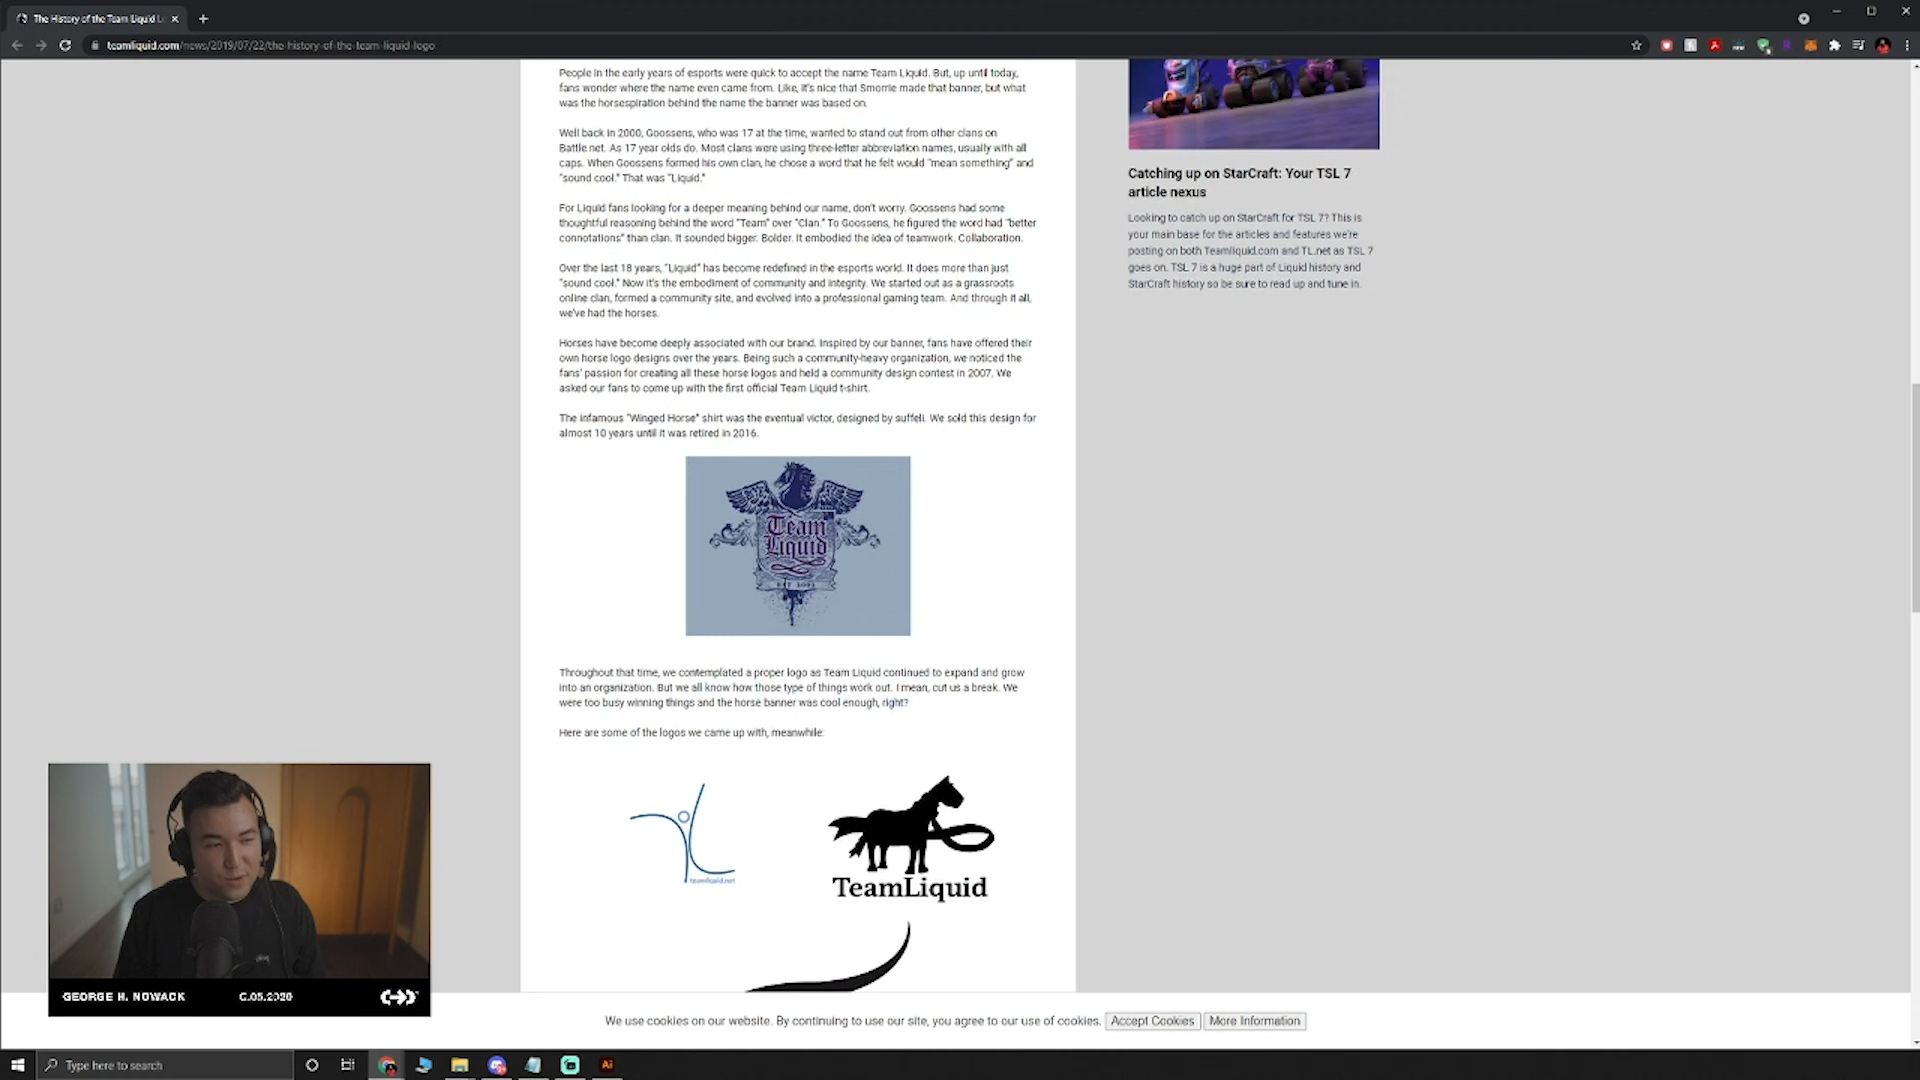 The History of the Team Liquid L
teamliquid.com/news/2019/07/22/the-history-of-the-team-liquid-logo
People in the early years of esports were quick to accept the name Team Liquid. But, up until today,
fans wonder where the name even came from. Like, it's nice that Smorrie made that banner, but what
was the horsespiration behind the name the banner was based on.
Well back in 2000, Goossens, who was 17 at the time, wanted to stand out from other clans on
Battle net. As 17 year olds do. Most clans were using three-letter abbreviation names, usually with all
caps. When Goossens formed his own clan, he chose a word that he felt would "mean something" and
"sound cool." That was "Liquid."
For Liquid fans looking for a deeper meaning behind our name, don't worry. Goossens had some
thoughtful reasoning behind the word "Team" over "Clan." To Goossens, he figured the word had "better
connotations" than clan. It sounded bigger. Bolder. It embodied the idea of teamwork. Collaboration.
Over the last 18 years, "Liquid" has become redefined in the esports world. It does more than just
"sound cool." Now it's the embodiment of community and integrity. We started out as a grassroots
online clan, formed a community site, and evolved into a professional gaming team. And through it all,
we've had the horses.
Horses have become deeply associated with our brand. Inspired by our banner, fans have offered their
own horse logo designs over the years. Being such a community-heavy organization, we noticed the
fans' passion for creating all these horse logos and held a community design contest in 2007. We
asked our fans to come up with the first official Team Liquid t-shirt.
The infamous "Winged Horse" shirt was the eventual victor, designed by suffeli. We sold this design for
almost 10 years until it was retired in 2016.
Team
Liquid
Throughout that time, we contemplated a proper logo as Team Liquid continued to expand and grow
into an organization. But we all know how those type of things work out. I mean, cut us a break. We
were too busy winning things and the horse banner was cool enough, right?
Here are some of the logos we came up with, meanwhile:
teamliquid.net
TeamLiquid
Catching up on StarCraft: Your TSL 7
article nexus
Looking to catch up on StarCraft for TSL 7? This is
your main base for the articles and features we're
posting on both Teamliquid.com and TL.net as TSL 7
goes on. TSL 7 is a huge part of Liquid history and
StarCraft history so be sure to read up and tune in.
GEORGE H. NOWACK
C.05.2020
We use cookies on our website. By continuing to use our site, you agree to our use of cookies.
Accept Cookies
More Information
Type here to search
Ai